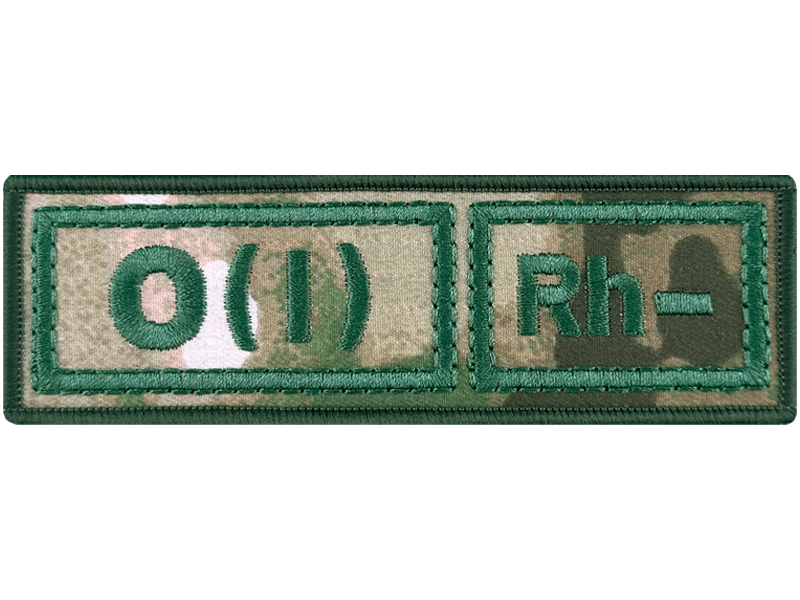 O(I) Rh-